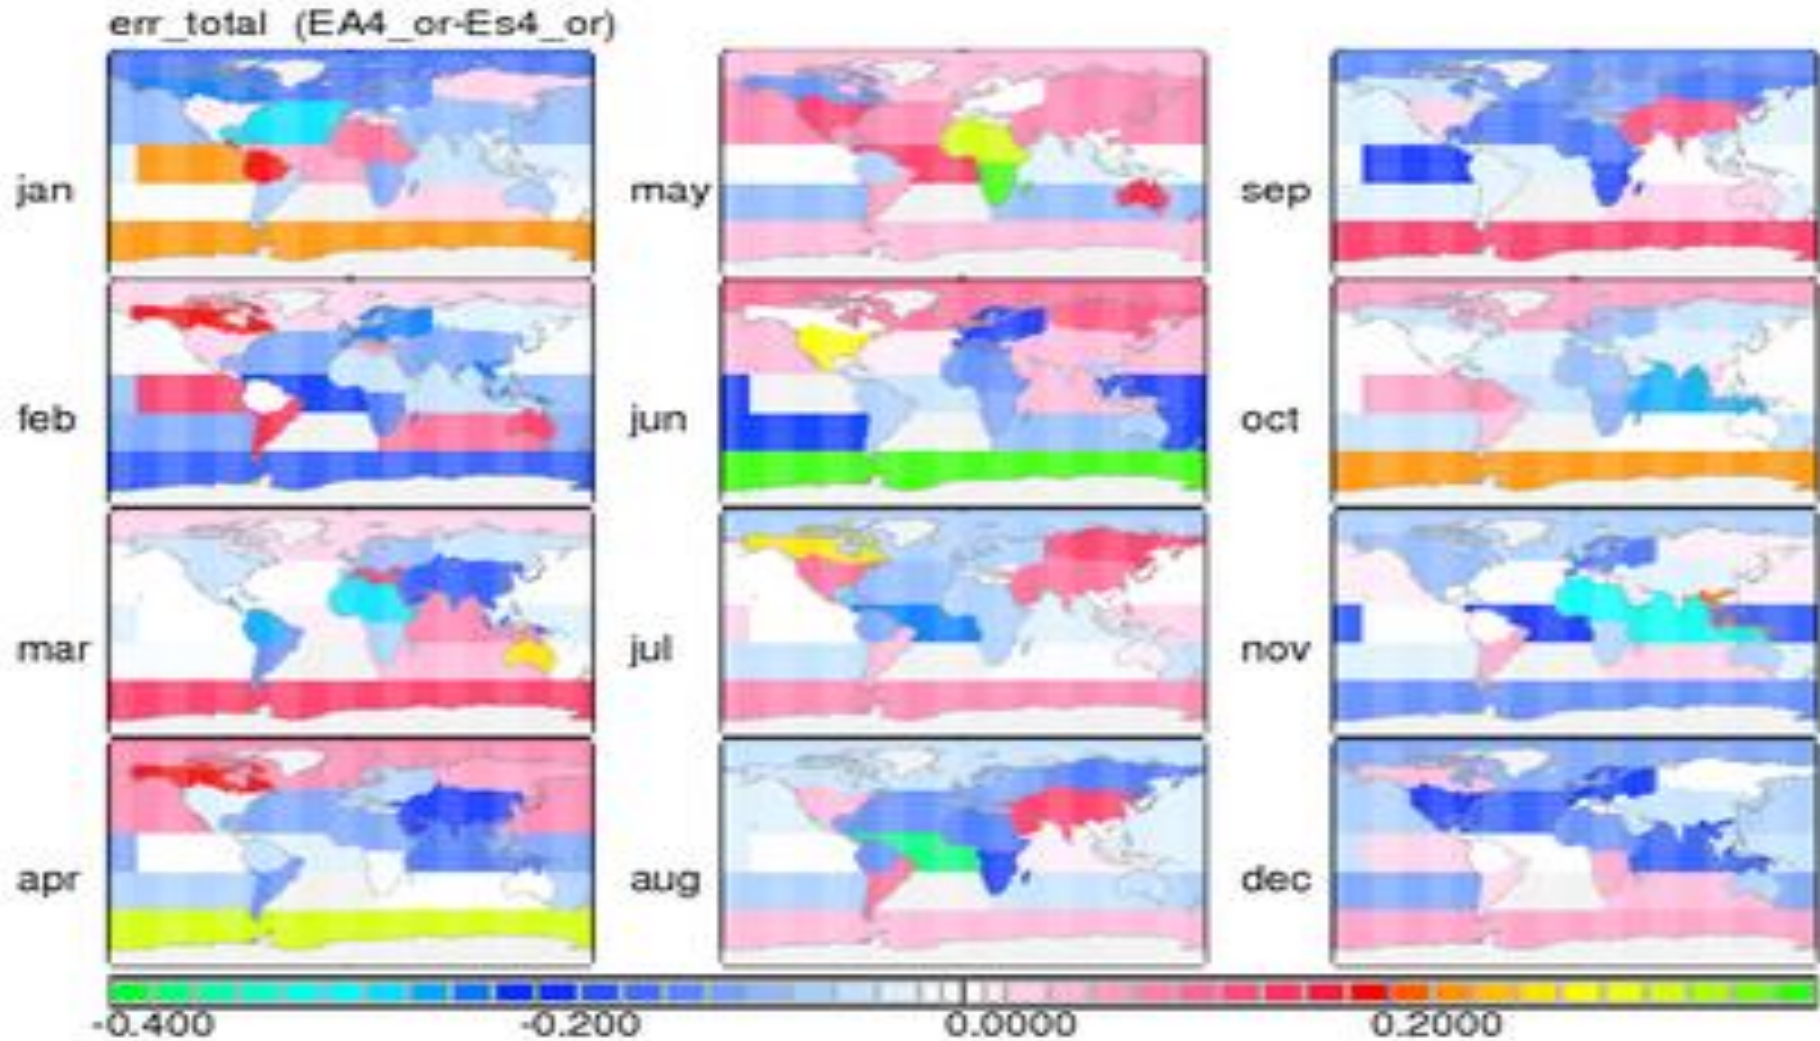 err_total (EA4_or-Es4_or)
jan may sep
feb jun oct
mar jul nov
apr aug dec
-0.400 -0.200 0.0000 0.2000